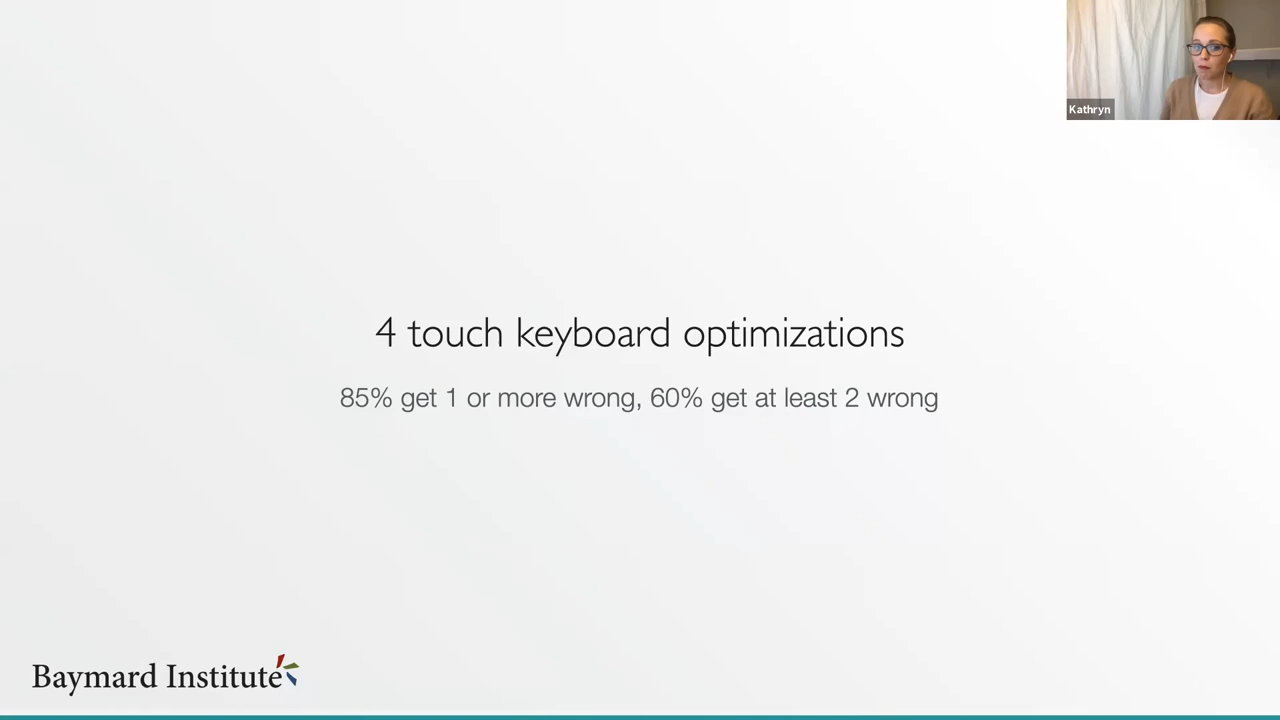 Kathryn
4 touch keyboard optimizations
85% get 1 or more wrong, 60% get at least 2 wrong
Baymard Institute